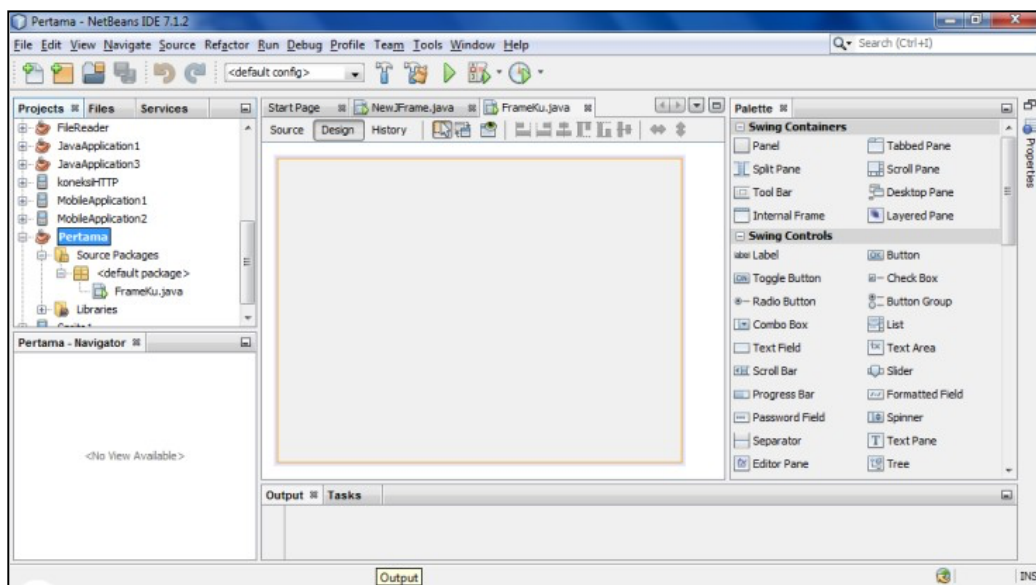 Pertama - NetBeans IDE 7.1.2
File Edit View Navigate Source Refactor Run Debug Profile Team Tools Window Help
Search (Ctrl+I)
<default config>
Projects Files Services
FileReader
JavaApplication1
JavaApplication3
koneksiHTTP
MobileApplication1
MobileApplication2
Pertama
Source Packages
<default package>
FrameKu.java
Libraries
Pertama - Navigator
<No View Available>
Start Page NewJFrame.java FrameKu.java
Source Design History
Palette
Swing Containers
Panel Tabbed Pane
Split Pane Scroll Pane
Tool Bar Desktop Pane
Internal Frame Layered Pane
Swing Controls
label Label OK Button
ON Toggle Button Check Box
Radio Button Button Group
Combo Box List
Text Field Text Area
Scroll Bar Slider
Progress Bar Formatted Field
Password Field Spinner
Separator Text Pane
Editor Pane Tree
Properties
Output Tasks
Output
INS